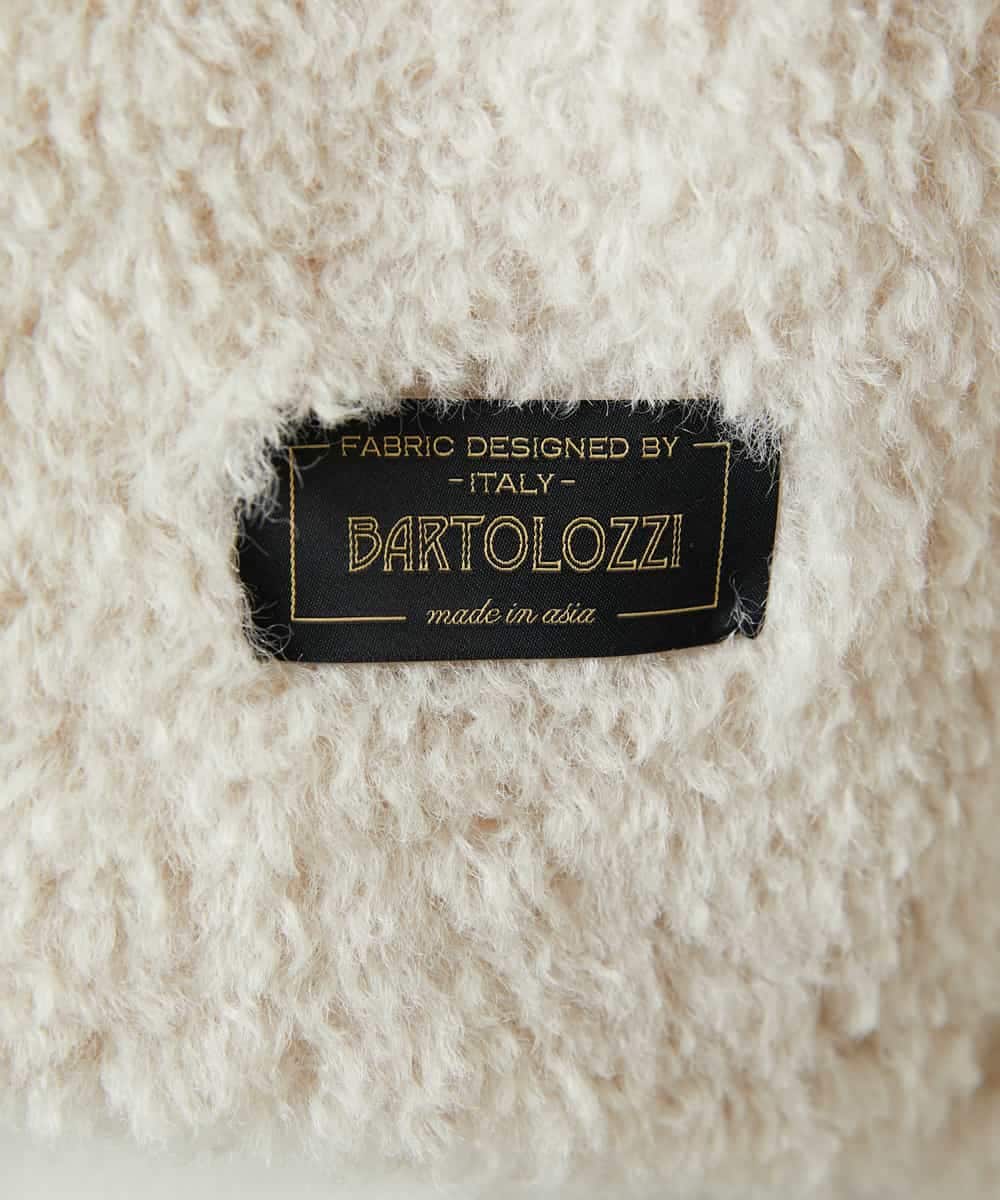 FABRIC DESIGNED BY
- ITALY -
BARTOLOZZI
made in asia